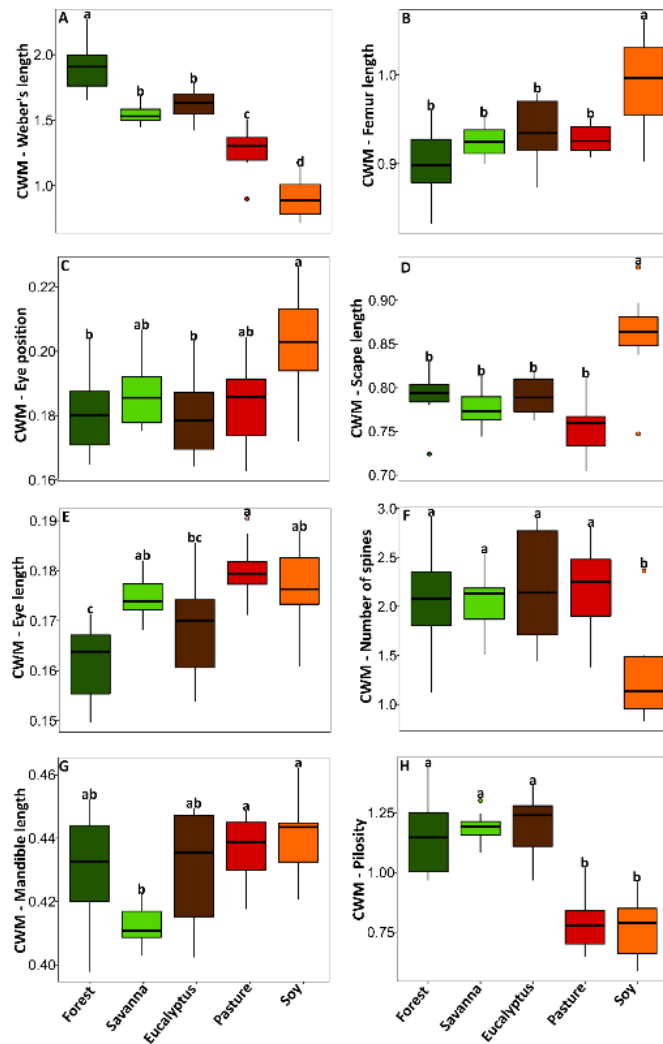 A
CWM - Weber's length
2.0
1.5
1.0
a
b
b
c
d
B
CWM - Femur length
1.0
0.9
b
b
b
b
a
C
CWM - Eye position
0.22
0.20
0.18
0.16
b
ab
b
ab
a
D
CWM - Scape length
0.90
0.85
0.80
0.75
0.70
b
b
b
b
a
E
CWM - Eye length
0.19
0.18
0.17
0.16
0.15
c
ab
bc
a
ab
F
CWM - Number of spines
3.0
2.5
2.0
1.5
1.0
a
a
a
a
b
G
CWM - Mandible length
0.46
0.44
0.42
0.40
ab
b
ab
a
a
Forest
Savanna
Eucalyptus
Pasture
Soy
H
CWM - Pilosity
1.25
1.00
0.75
a
a
a
b
b
Forest
Savanna
Eucalyptus
Pasture
Soy